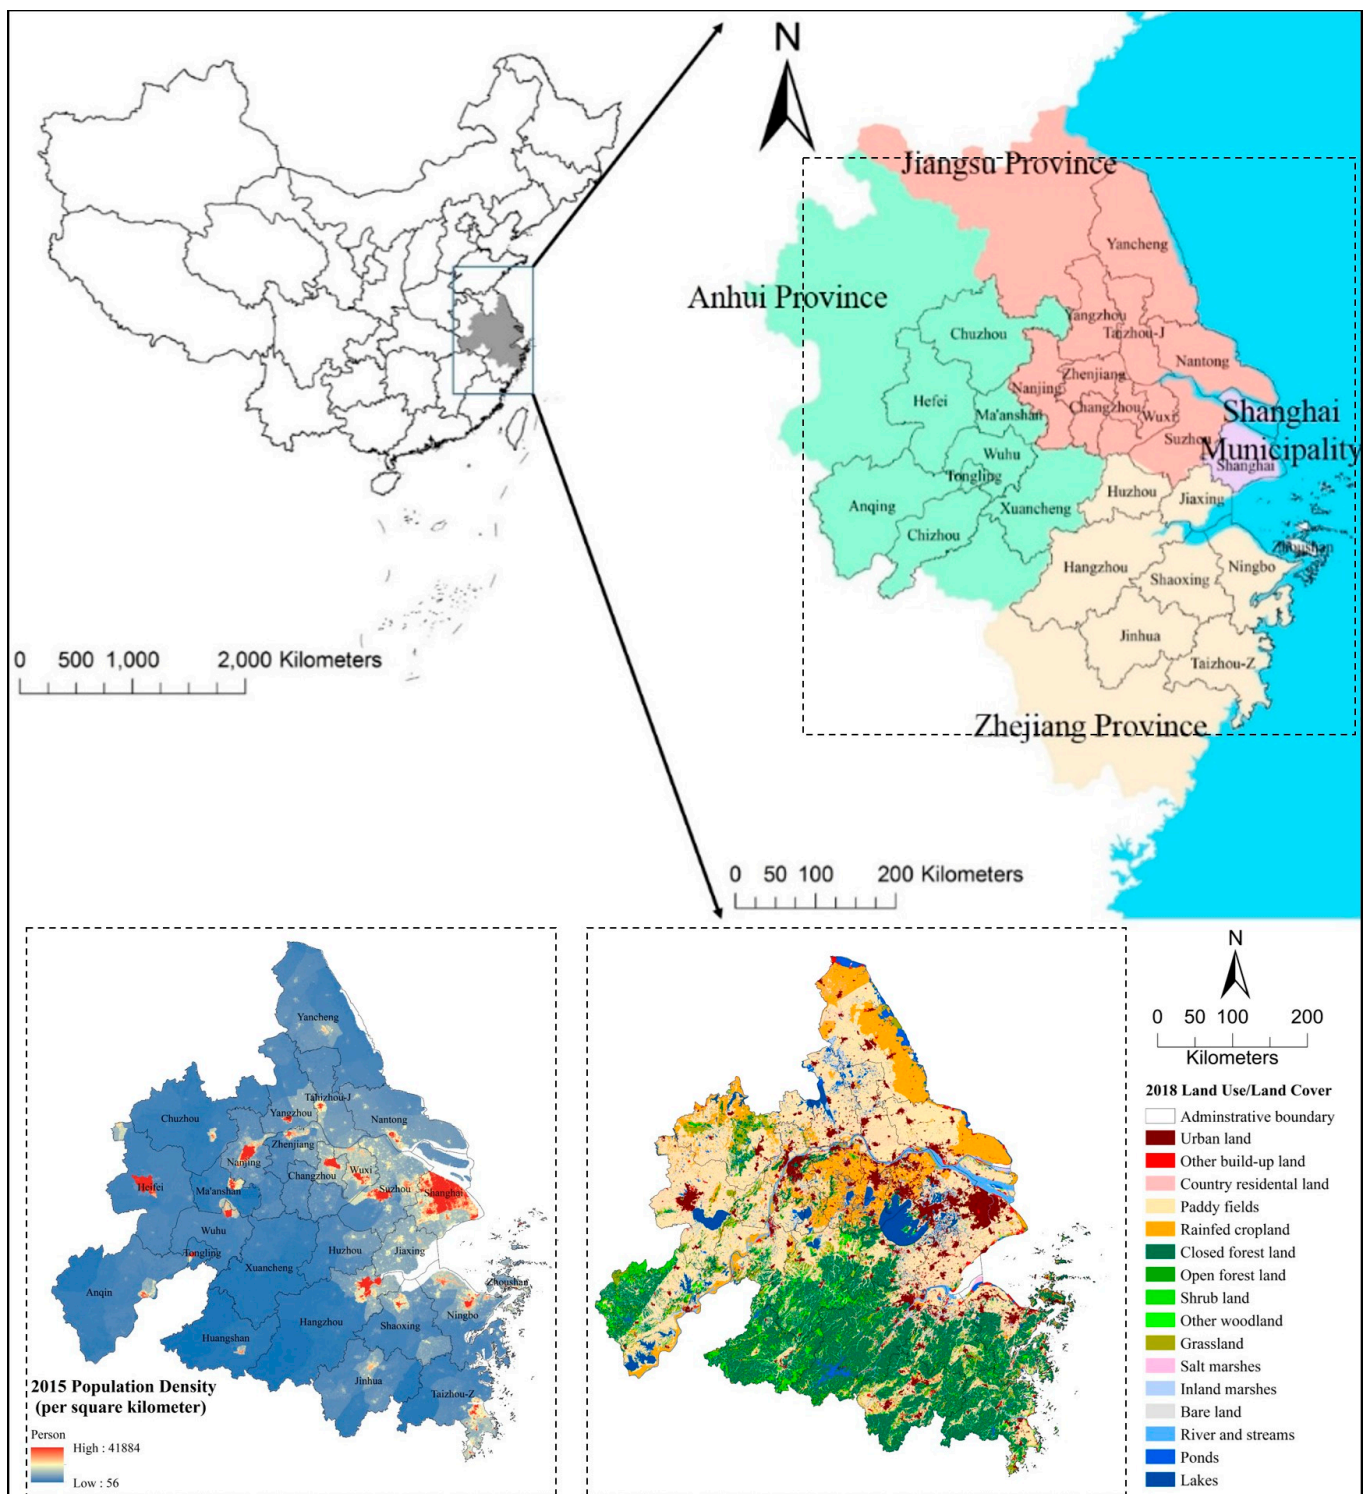 N
Jiangsu Province
Yancheng
Anhui Province
Yangzhou
Chuzhou
Taizhou-J
Nantong
Zhenjiang
Nanjing
Hefei
Ma'anshan
Changzhou
Wuxi
Shanghai
Municipality
Suzhou
Shanghai
Wuhu
Tongling
Huzhou
Jiaxing
Anqing
Xuancheng
Chizhou
Zhoushan
Hangzhou
Ningbo
Shaoxing
Jinhua
Taizhou-Z
Zhejiang Province
0 500 1,000 2,000 Kilometers
0 50 100 200 Kilometers
Yancheng
Taiizhou-J
Yangzhou
Chuzhou
Nantong
Zhenjiang
Nanjing
Wuxi
Changzhou
Heifei
Ma'anshan
Suzhou
Shanghai
Wuhu
Huzhou
Jiaxing
Tongling
Xuancheng
Zhoushan
Anqin
Hangzhou
Ningbo
Shaoxing
Huangshan
Jinhua
Taizhou-Z
2015 Population Density
(per square kilometer)
Person
High : 41884
Low : 56
N
0 50 100 200
Kilometers
2018 Land Use/Land Cover
Adminstrative boundary
Urban land
Other build-up land
Country residental land
Paddy fields
Rainfed cropland
Closed forest land
Open forest land
Shrub land
Other woodland
Grassland
Salt marshes
Inland marshes
Bare land
River and streams
Ponds
Lakes